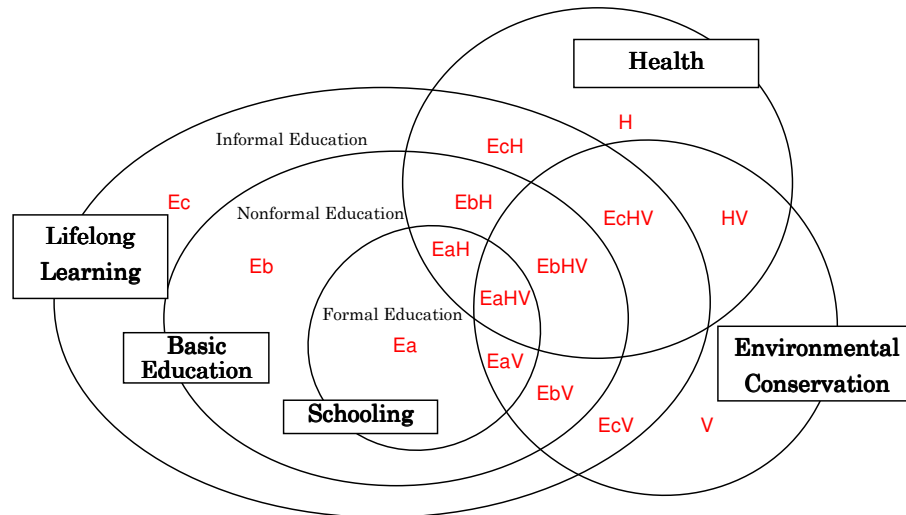 Health
H
Informal Education
EcH
Ec
Nonformal Education
EbH
EcHV
HV
Lifelong
Learning
EaH
Eb
EbHV
EaHV
Formal Education
Ea
Basic
Education
EaV
Environmental
Conservation
EbV
Schooling
EcV
V